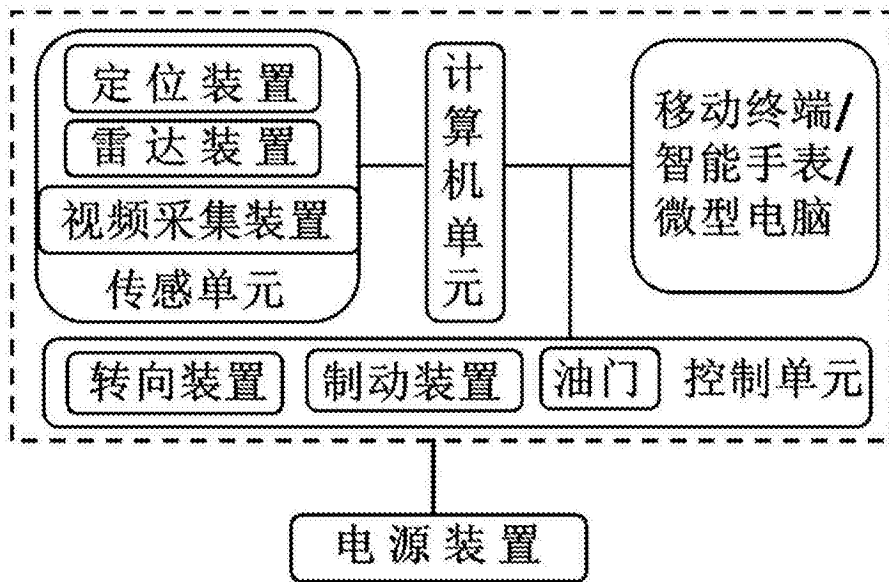 定位装置
雷达装置
视频采集装置
传感单元
计算机单元
移动终端/
智能手表/
微型电脑
转向装置
制动装置
油门
控制单元
电源装置